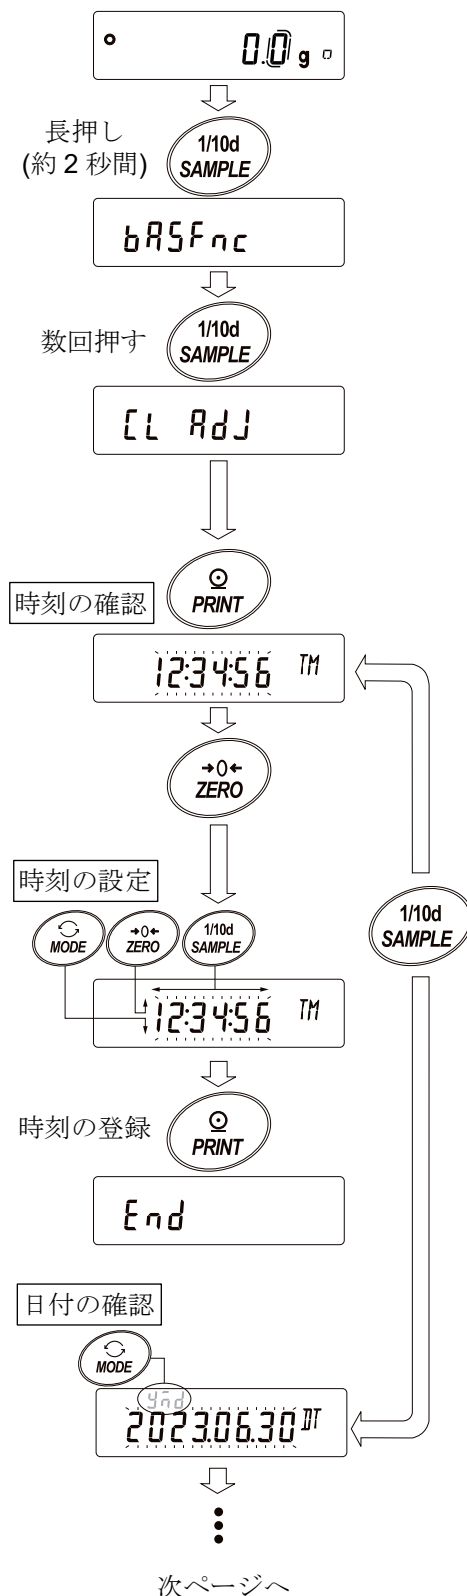 0.0 g
長押し
(約 2 秒間)
1/10d
SAMPLE
bASFnc
数回押す
1/10d
SAMPLE
CL AdJ
PRINT
時刻の確認
12:34:56 TM
→0←
ZERO
時刻の設定
MODE
→0←
ZERO
1/10d
SAMPLE
1/10d
SAMPLE
12:34:56 TM
時刻の登録
PRINT
End
日付の確認
MODE
ymd
2023.06.30 DT
次ページへ